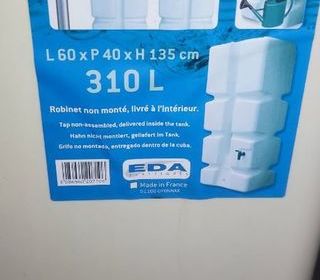 L 60 x P 40 x H 135 cm
310 L
Robinet non monté, livré à l'intérieur.
Tap non-assembled, delivered inside the tank.
Hahn nicht montiert, geliefert im Tank.
Grifo no montado, entregado dentro de la cuba.
EDA
Made in France